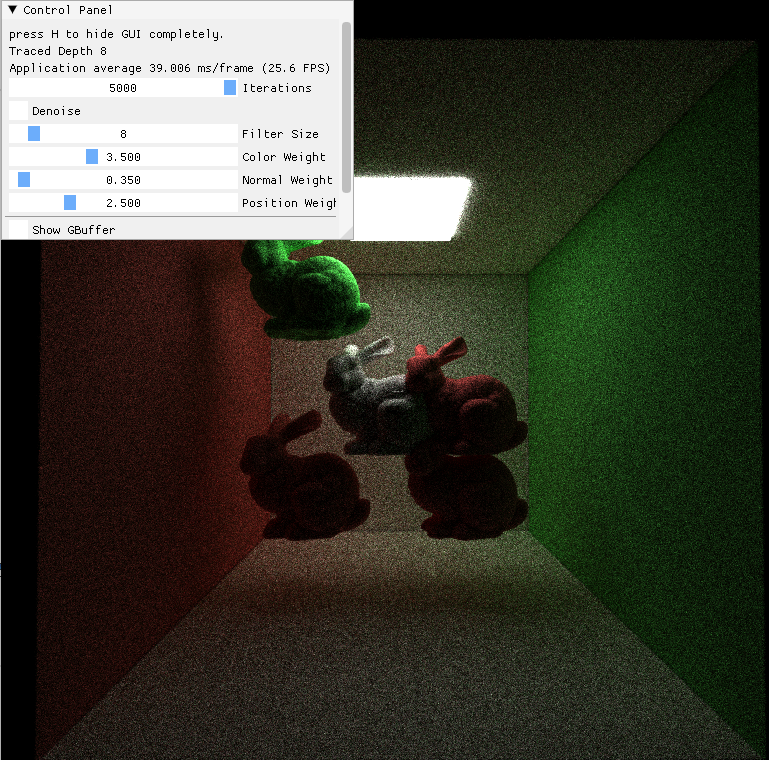 Control Panel
press H to hide GUI completely.
Traced Depth 8
Application average 39.006 ms/frame (25.6 FPS)
5000 Iterations
Denoise
8 Filter Size
3.500 Color Weight
0.350 Normal Weight
2.500 Position Weigh
Show GBuffer